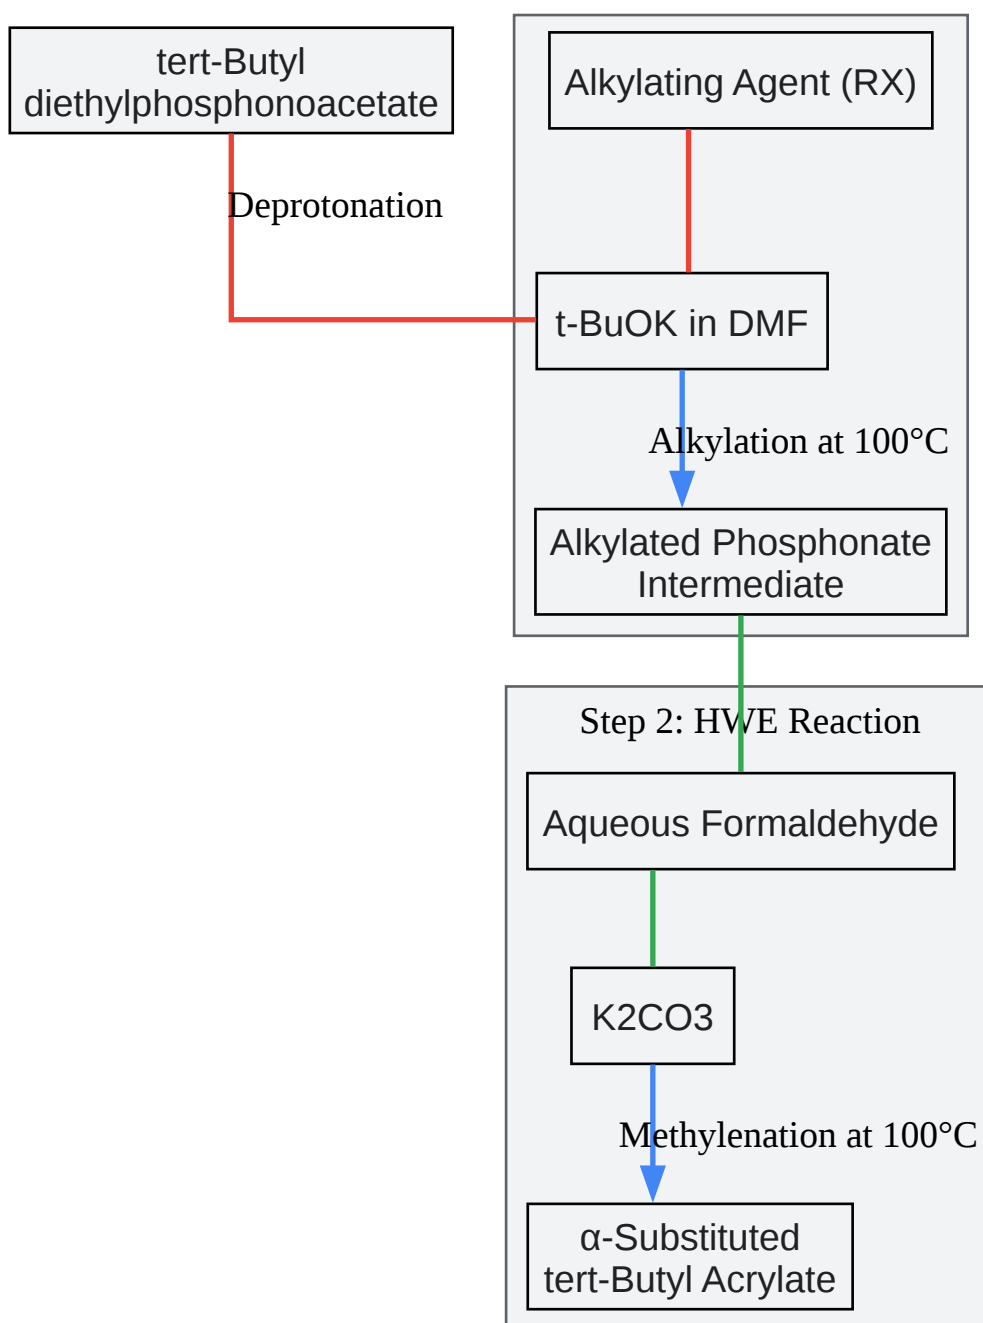 tert-Butyl
diethylphosphonoacetate
Alkylating Agent (RX)
Deprotonation
t-BuOK in DMF
Alkylation at 100°C
Alkylated Phosphonate
Intermediate
Step 2: HWE Reaction
Aqueous Formaldehyde
K2CO3
Methylenation at 100°C
α-Substituted
tert-Butyl Acrylate